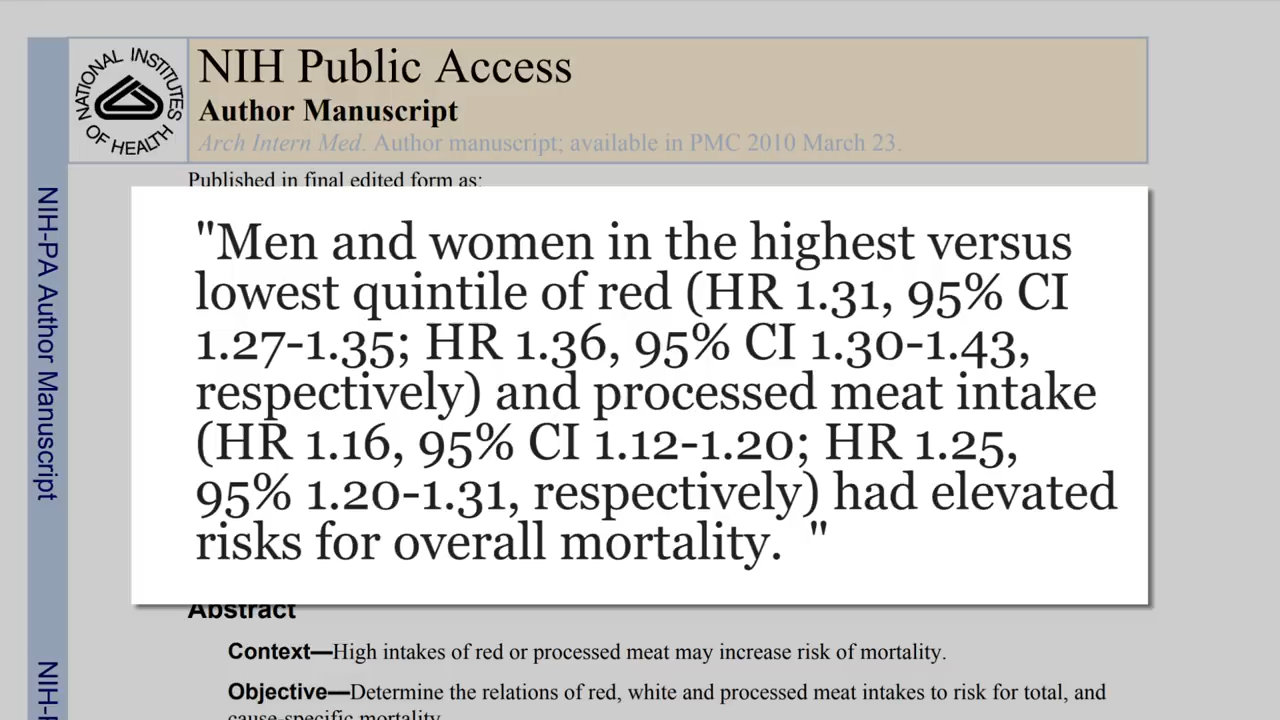 NATIONAL INSTITUTES OF HEALTH
NIH Public Access
Author Manuscript
Arch Intern Med. Author manuscript; available in PMC 2010 March 23.
Published in final edited form as:
"Men and women in the highest versus
lowest quintile of red (HR 1.31, 95% CI
1.27-1.35; HR 1.36, 95% CI 1.30-1.43,
respectively) and processed meat intake
(HR 1.16, 95% CI 1.12-1.20; HR 1.25,
95% 1.20-1.31, respectively) had elevated
risks for overall mortality. "
Abstract
Context—High intakes of red or processed meat may increase risk of mortality.
Objective—Determine the relations of red, white and processed meat intakes to risk for total, and
cause-specific mortality.
NIH-PA Author Manuscript